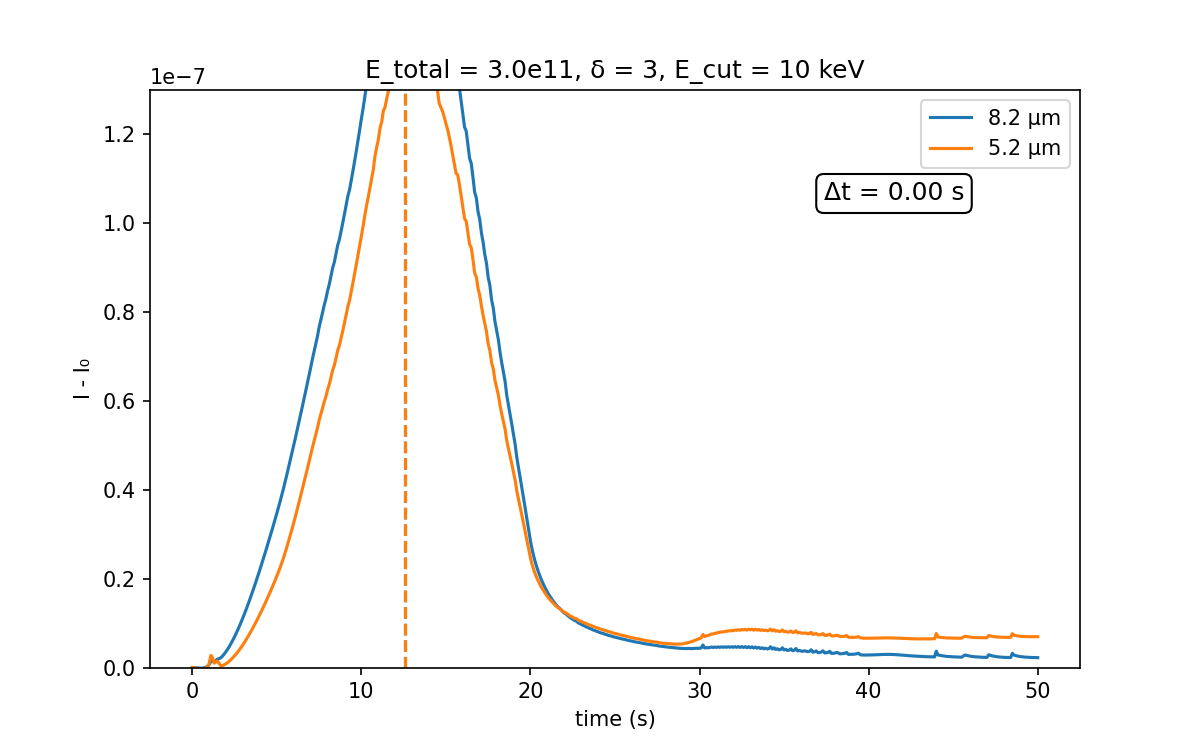 E_total = 3.0e11, δ = 3, E_cut = 10 keV
1e−7
8.2 μm
5.2 μm
Δt = 0.00 s
1.2
1.0
0.8
0.6
0.4
0.2
0.0
I - I₀
0 10 20 30 40 50
time (s)